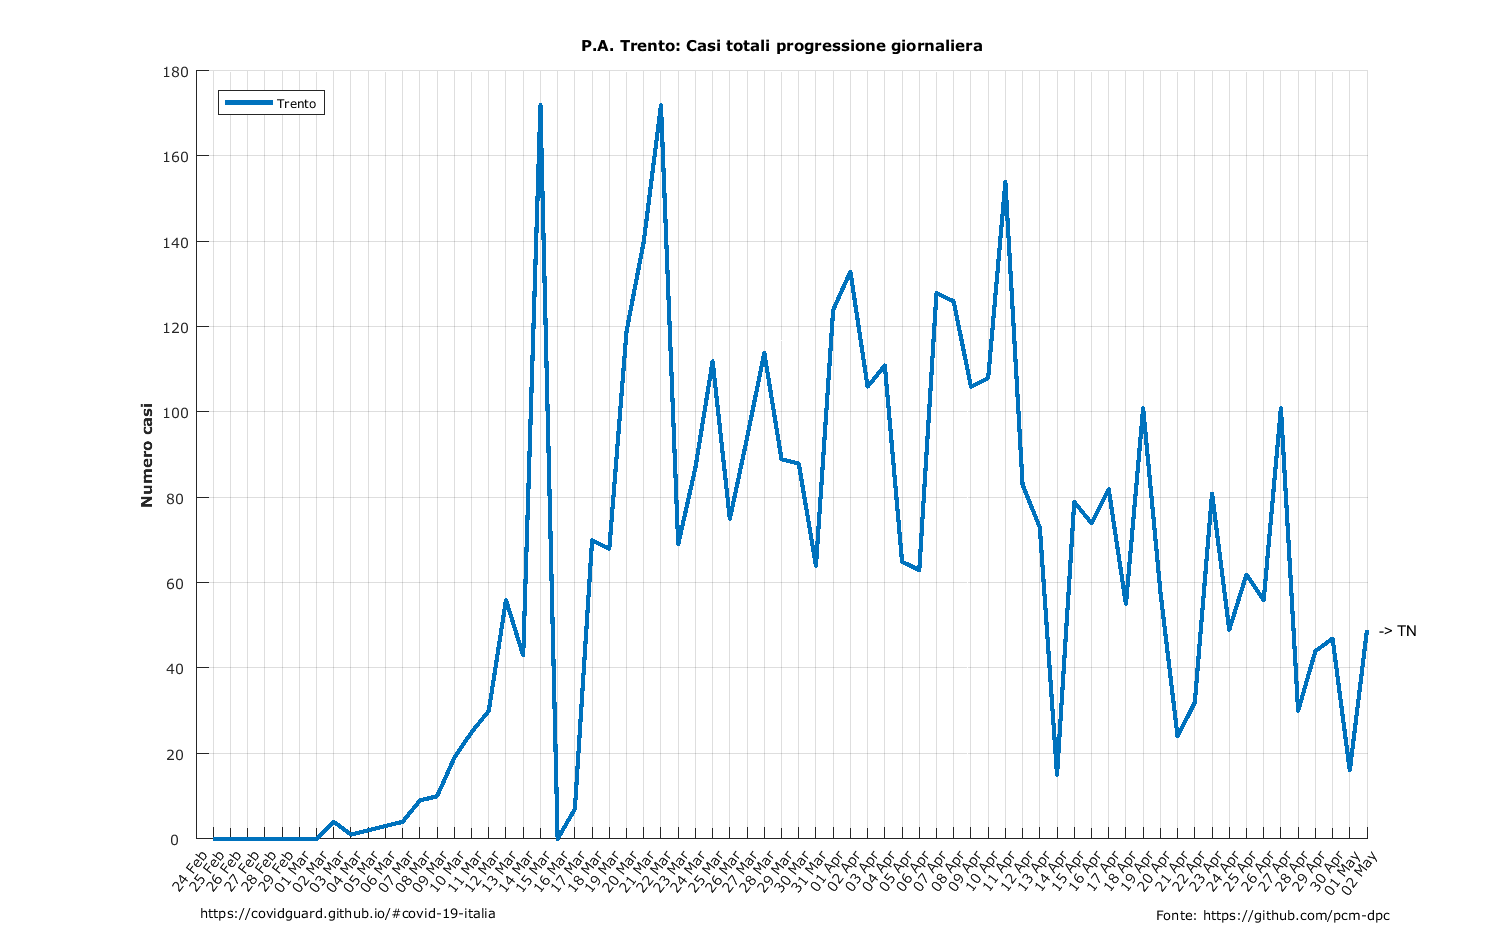 P.A. Trento: Casi totali progressione giornaliera
Trento
Numero casi
180
160
140
120
100
80
60
40
20
0
24 Feb
25 Feb
26 Feb
27 Feb
28 Feb
29 Feb
01 Mar
02 Mar
03 Mar
04 Mar
05 Mar
06 Mar
07 Mar
08 Mar
09 Mar
10 Mar
11 Mar
12 Mar
13 Mar
14 Mar
15 Mar
16 Mar
17 Mar
18 Mar
19 Mar
20 Mar
21 Mar
22 Mar
23 Mar
24 Mar
25 Mar
26 Mar
27 Mar
28 Mar
29 Mar
30 Mar
31 Mar
01 Apr
02 Apr
03 Apr
04 Apr
05 Apr
06 Apr
07 Apr
08 Apr
09 Apr
10 Apr
11 Apr
12 Apr
13 Apr
14 Apr
15 Apr
16 Apr
17 Apr
18 Apr
19 Apr
20 Apr
21 Apr
22 Apr
23 Apr
24 Apr
25 Apr
26 Apr
27 Apr
28 Apr
29 Apr
30 Apr
01 May
02 May
-> TN
https://covidguard.github.io/#covid-19-italia
Fonte: https://github.com/pcm-dpc